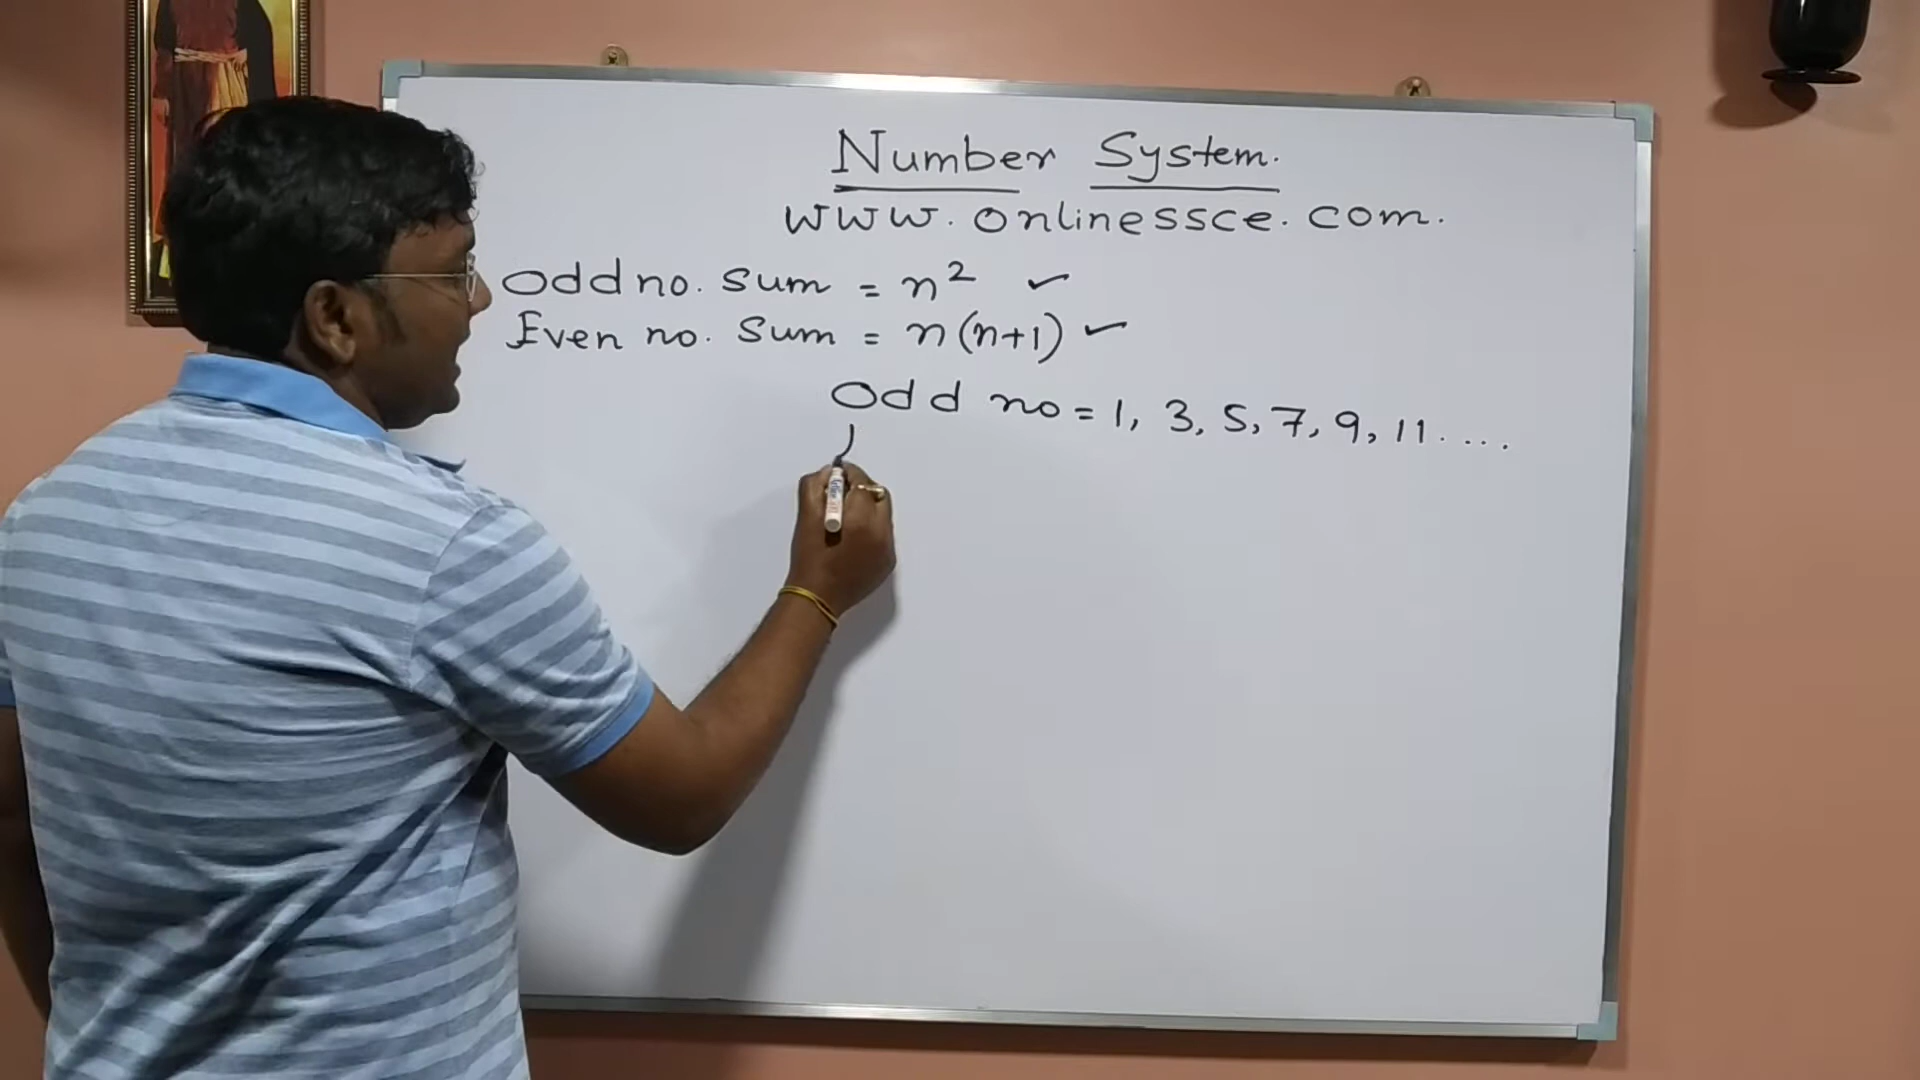 Number System.
www.onlinessce.com.
Odd no. Sum = n² ✓
Even no. Sum = n(n+1) ✓
Odd no = 1, 3, 5, 7, 9, 11....